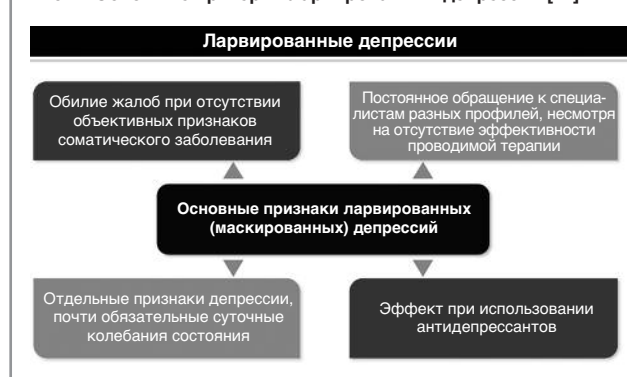 Ларвированные депрессии
Обилие жалоб при отсутствии
объективных признаков
соматического заболевания
Постоянное обращение к специа-
листам разных профилей, несмотря
на отсутствие эффективности
проводимой терапии
Основные признаки ларвированных
(маскированных) депрессий
Отдельные признаки депрессии,
почти обязательные суточные
колебания состояния
Эффект при использовании
антидепрессантов